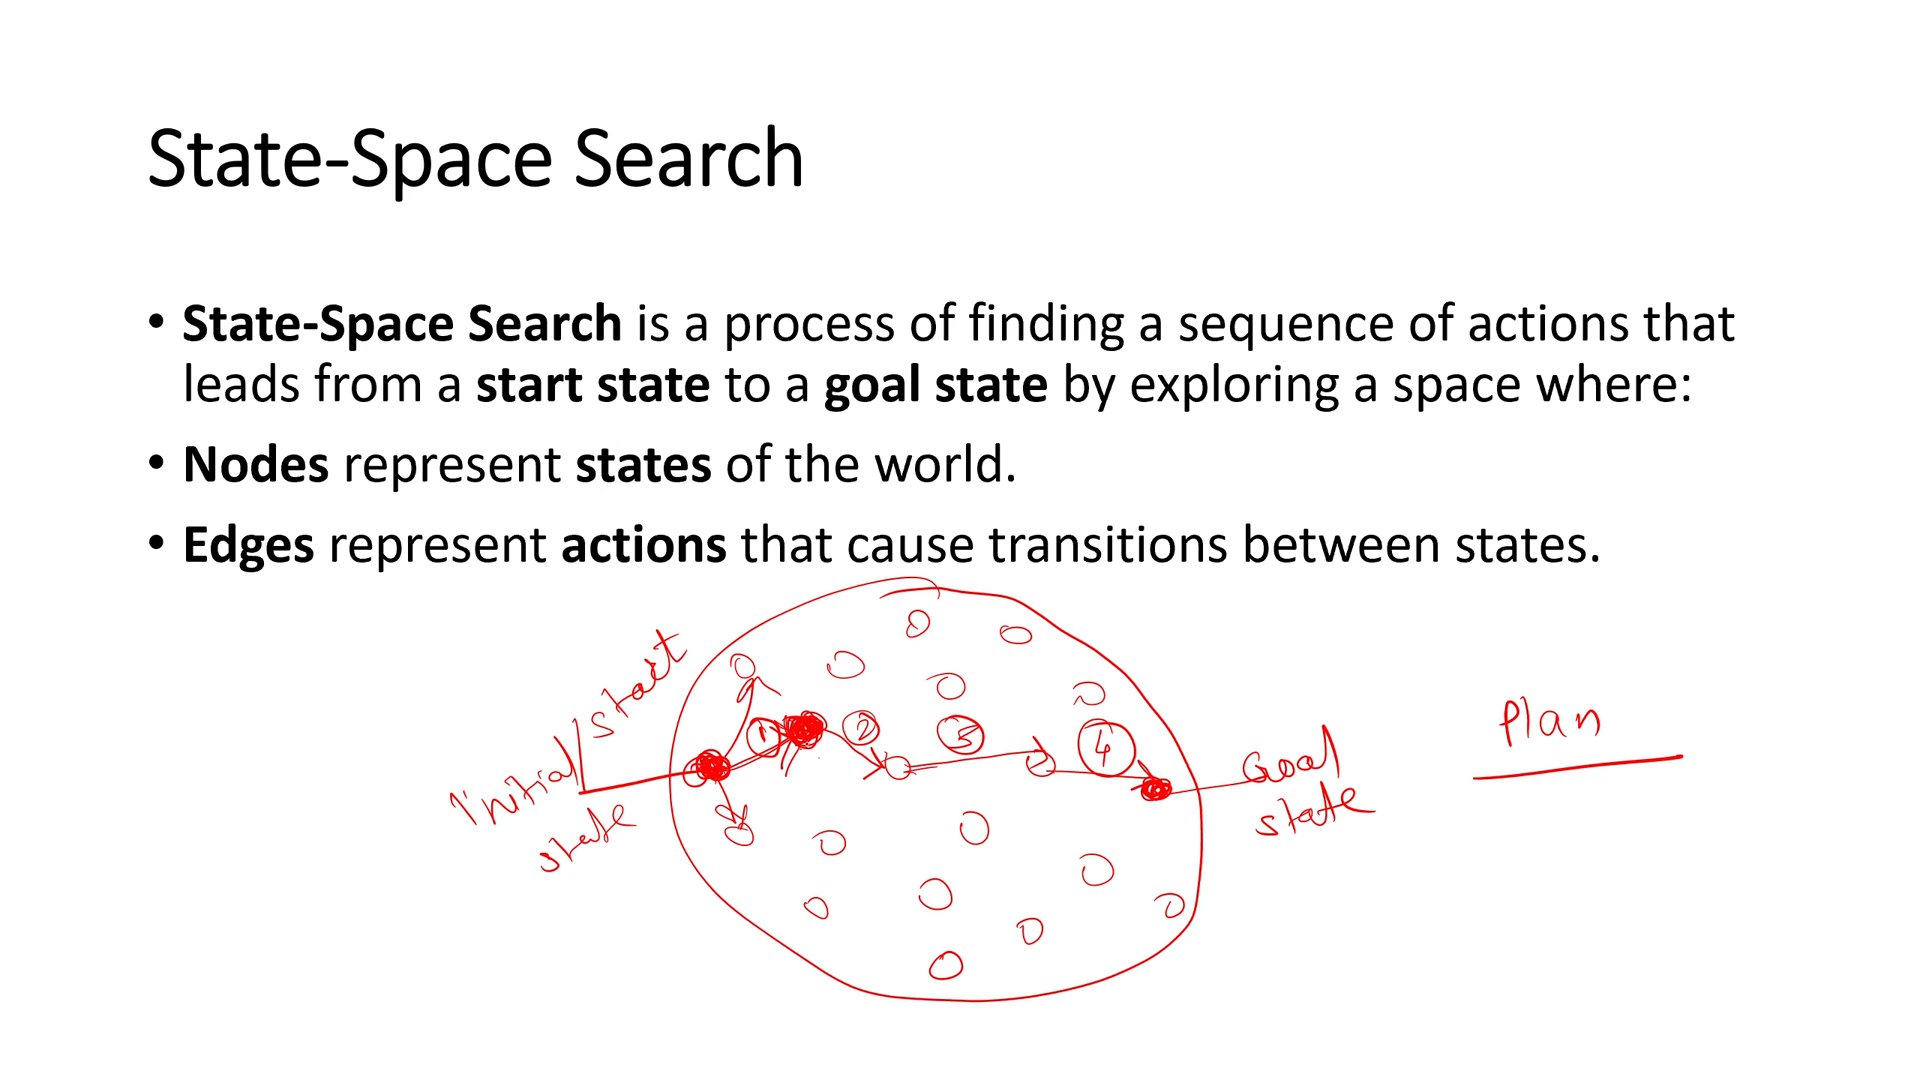 State-Space Search
• State-Space Search is a process of finding a sequence of actions that
leads from a start state to a goal state by exploring a space where:
• Nodes represent states of the world.
• Edges represent actions that cause transitions between states.
Initial/start
state
1
2
3
4
Goal
state
Plan